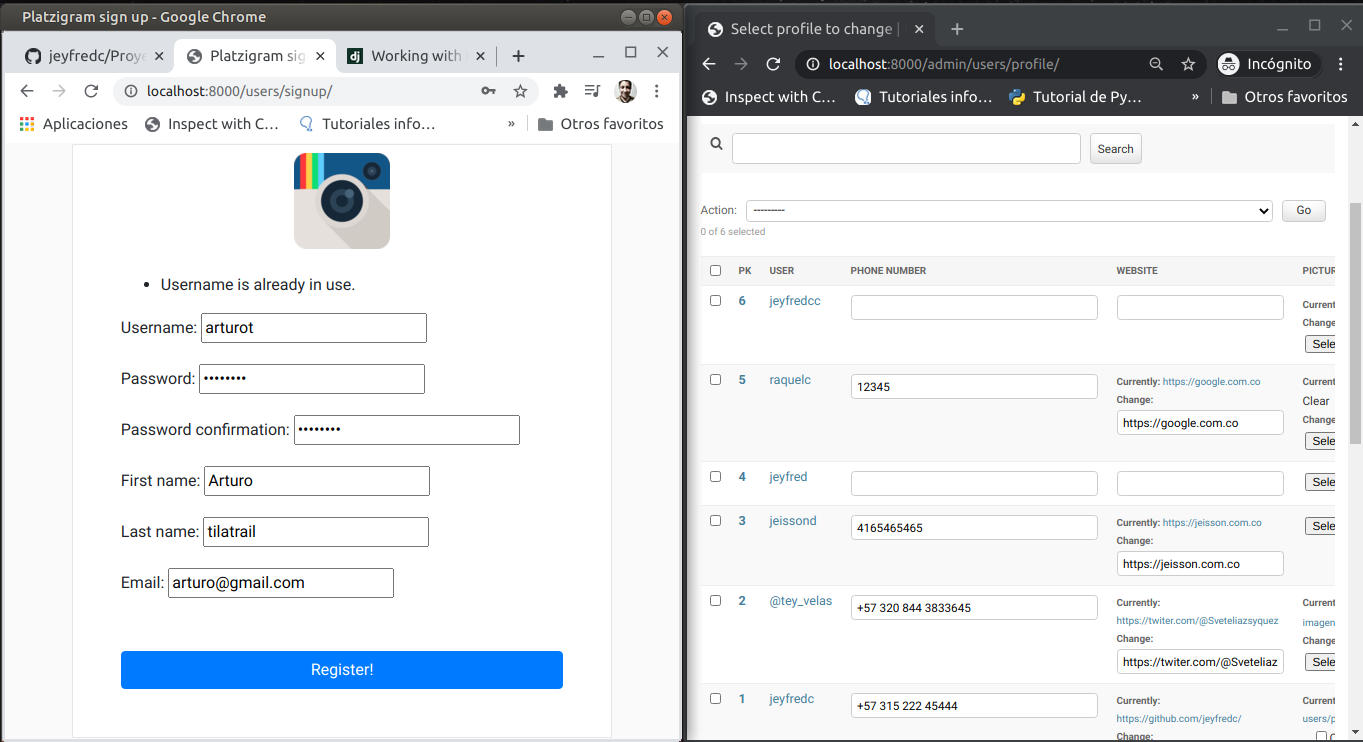 Platzigram sign up - Google Chrome
jeyfredc/Proye
Platzigram sig
Working with
localhost:8000/users/signup/
Aplicaciones
Inspect with C...
Tutoriales info...
»
Otros favoritos
Username is already in use.
Username: arturot
Password: ••••••••
Password confirmation: ••••••••
First name: Arturo
Last name: tilatrail
Email: arturo@gmail.com
Register!
Select profile to change |
localhost:8000/admin/users/profile/
Incógnito
Inspect with C...
Tutoriales info...
Tutorial de Py...
»
Otros favoritos
Search
Action: ---------
Go
0 of 6 selected
PK USER PHONE NUMBER WEBSITE PICTUR
6 jeyfredcc
Current
Change
Sele
5 raquelc 12345
Currently: https://google.com.co
Change:
https://google.com.co
Current
Clear
Change
Sele
4 jeyfred
Sele
3 jeissond 4165465465
Currently: https://jeisson.com.co
Change:
https://jeisson.com.co
Sele
2 @tey_velas +57 320 844 3833645
Currently:
https://twiter.com/@Sveteliazsyquez
Change:
https://twiter.com/@Sveteliaz
Current
imagen
Change
Sele
1 jeyfredc +57 315 222 45444
Currently:
https://github.com/jeyfredc/
Change:
Current
users/p